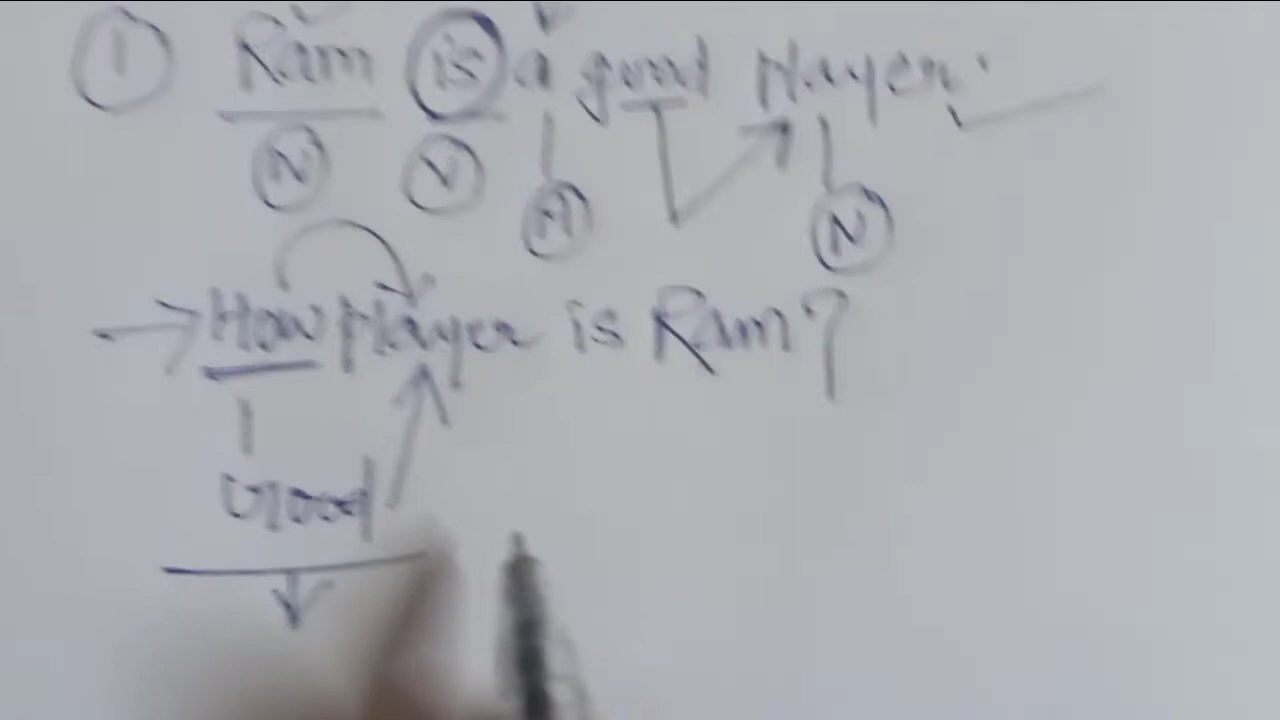 ① Ram is a good Player.
N V A N
→ How Player is Ram?
Good